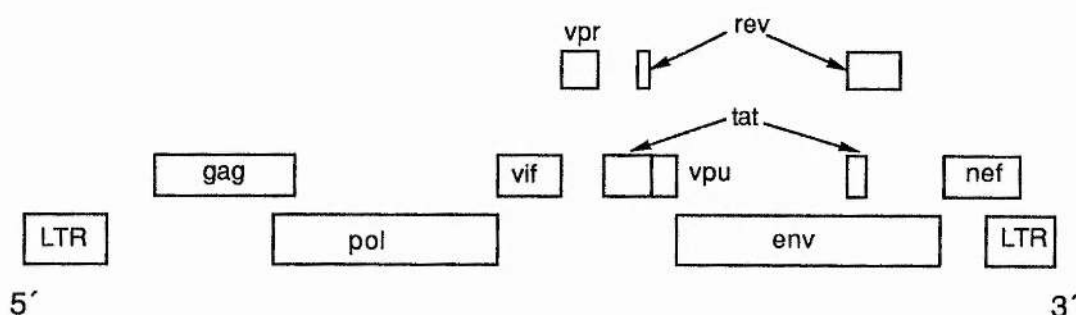 vpr rev
tat
gag vif vpu nef
LTR pol env LTR
5´ 3´